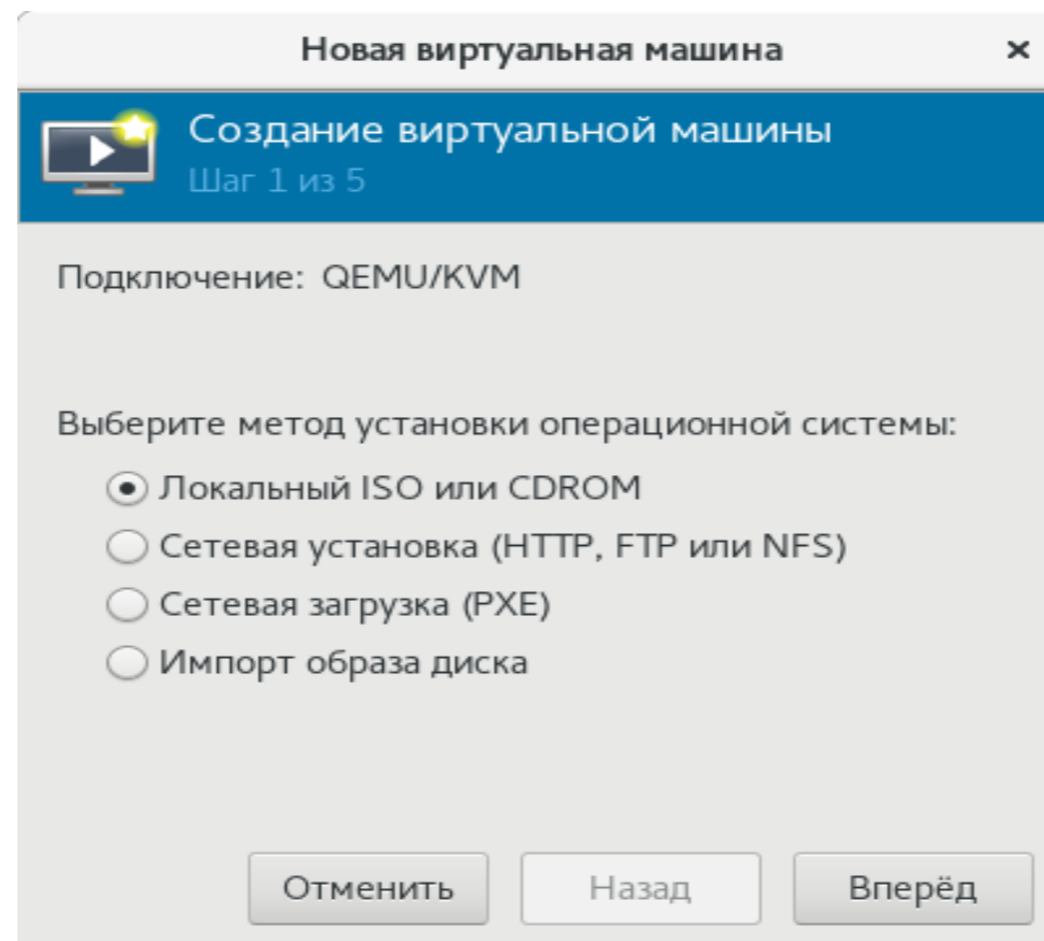 Новая виртуальная машина
Создание виртуальной машины
Шаг 1 из 5
Подключение: QEMU/KVM
Выберите метод установки операционной системы:
Локальный ISO или CDROM
Сетевая установка (HTTP, FTP или NFS)
Сетевая загрузка (PXE)
Импорт образа диска
Отменить
Назад
Вперёд